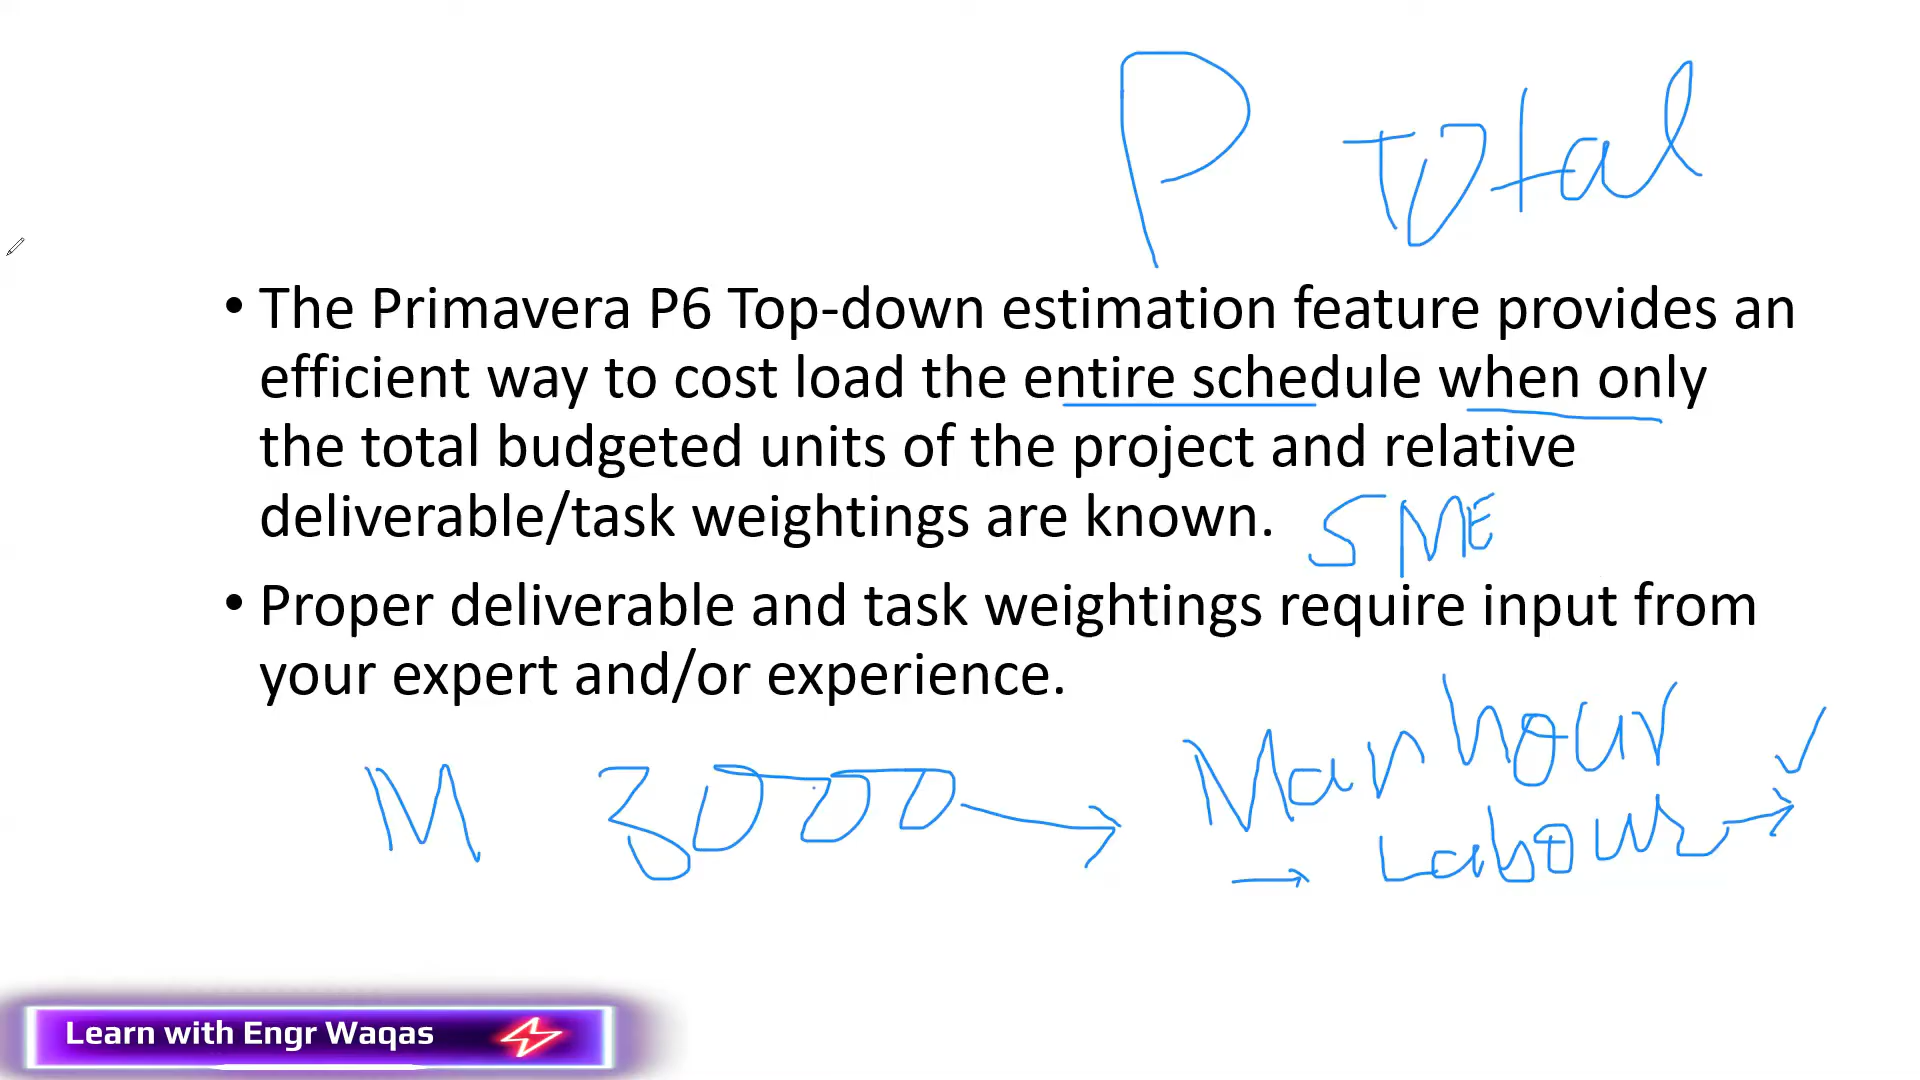 P total
• The Primavera P6 Top-down estimation feature provides an
efficient way to cost load the entire schedule when only
the total budgeted units of the project and relative
deliverable/task weightings are known.
SME
• Proper deliverable and task weightings require input from
your expert and/or experience.
Manhour
M 3000
Labour
Learn with Engr Waqas